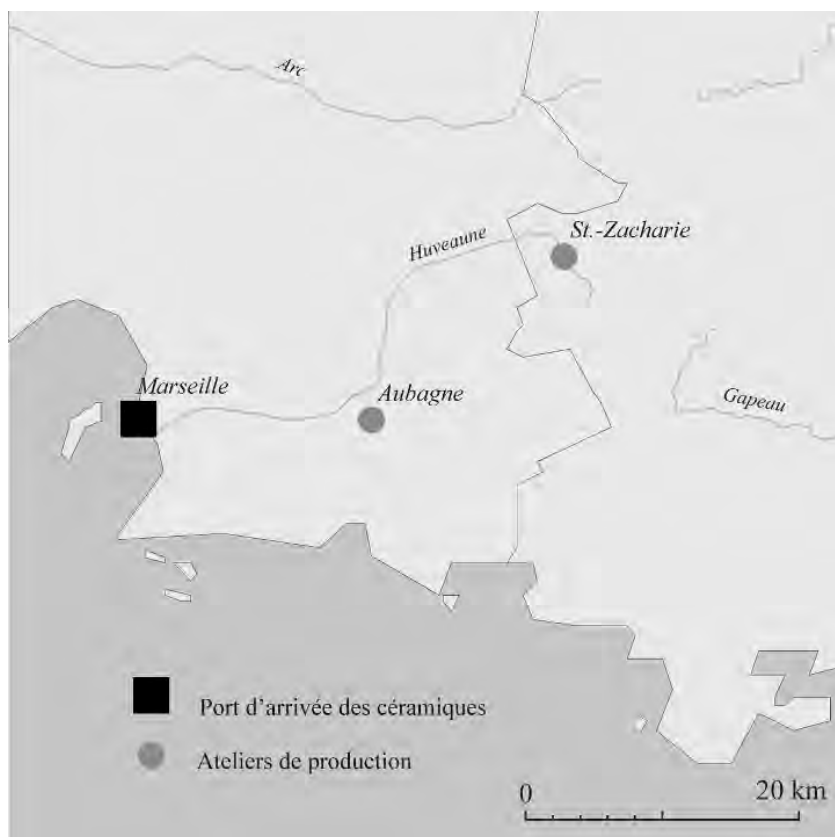 Arc
St.-Zacharie
Huveaune
Marseille
Aubagne
Gapeau
Port d'arrivée des céramiques
Ateliers de production
0
20 km